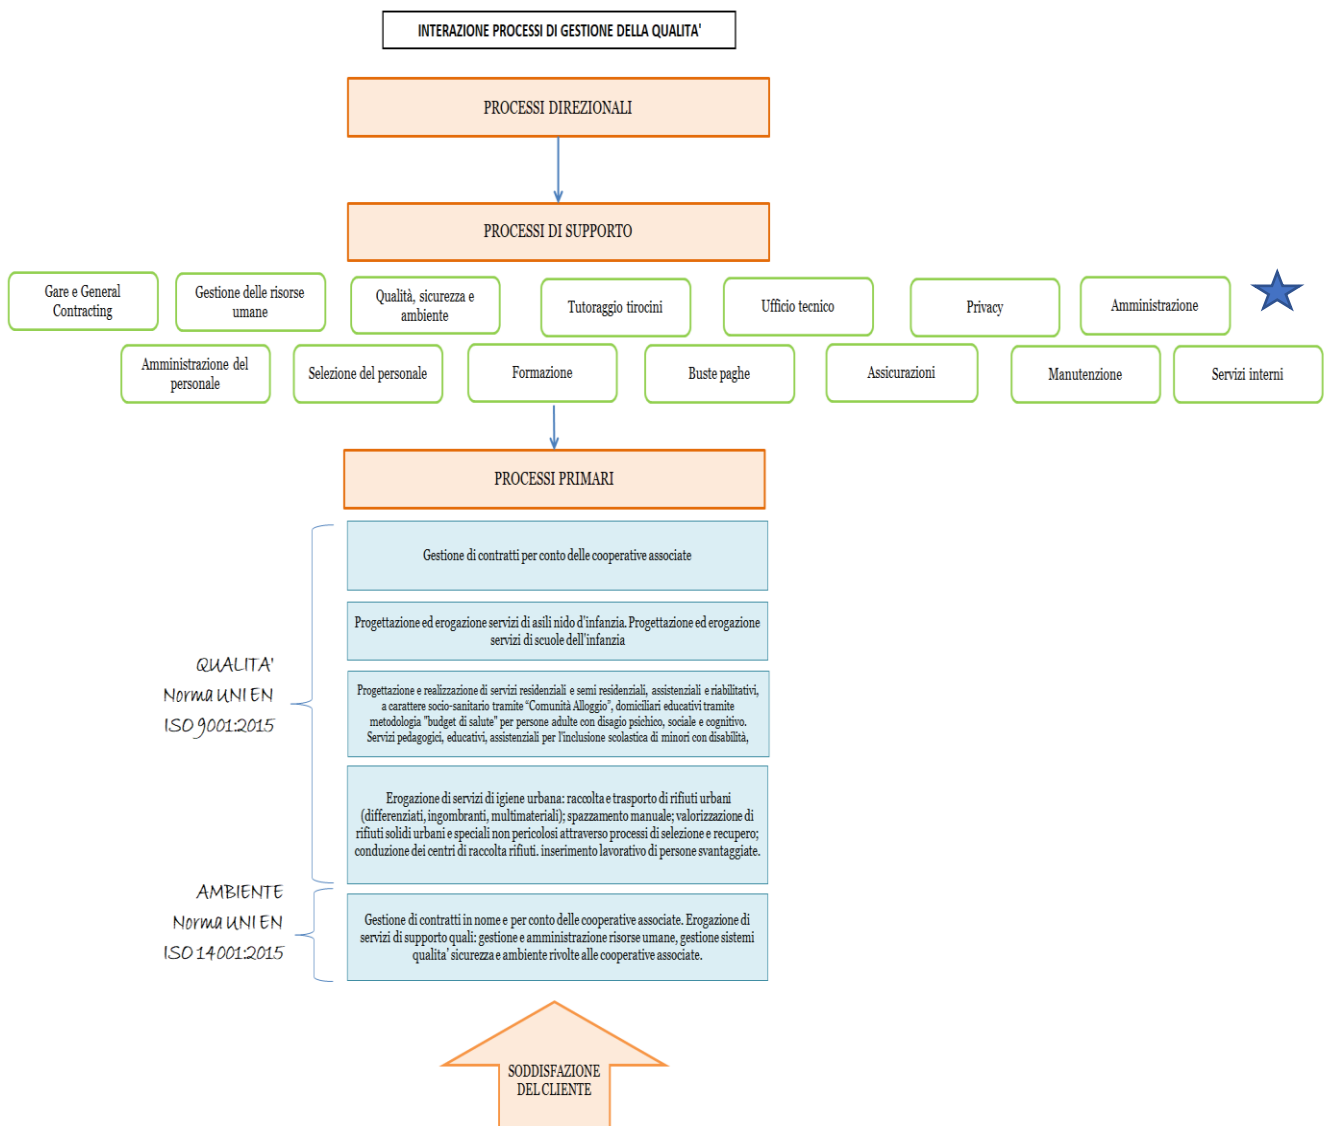 INTERAZIONE PROCESSI DI GESTIONE DELLA QUALITA'
PROCESSI DIREZIONALI
PROCESSI DI SUPPORTO
Gare e General
Contracting
Gestione delle risorse
umane
Qualità, sicurezza e
ambiente
Tutoraggio tirocini
Ufficio tecnico
Privacy
Amministrazione
Amministrazione del
personale
Selezione del personale
Formazione
Buste paghe
Assicurazioni
Manutenzione
Servizi interni
PROCESSI PRIMARI
QUALITA'
Norma UNI EN
ISO 9001:2015
Gestione di contratti per conto delle cooperative associate
Progettazione ed erogazione servizi di asili nido d'infanzia. Progettazione ed erogazione
servizi di scuole dell'infanzia
Progettazione e realizzazione di servizi residenziali e semi residenziali, assistenziali e riabilitativi,
a carattere socio-sanitario tramite “Comunità Alloggio”, domiciliari educativi tramite
metodologia "budget di salute" per persone adulte con disagio psichico, sociale e cognitivo.
Servizi pedagogici, educativi, assistenziali per l'inclusione scolastica di minori con disabilità,
Erogazione di servizi di igiene urbana: raccolta e trasporto di rifiuti urbani
(differenziati, ingombranti, multimateriali); spazzamento manuale; valorizzazione di
rifiuti solidi urbani e speciali non pericolosi attraverso processi di selezione e recupero;
conduzione dei centri di raccolta rifiuti. inserimento lavorativo di persone svantaggiate.
AMBIENTE
Norma UNI EN
ISO 14001:2015
Gestione di contratti in nome e per conto delle cooperative associate. Erogazione di
servizi di supporto quali: gestione e amministrazione risorse umane, gestione sistemi
qualita' sicurezza e ambiente rivolte alle cooperative associate.
SODDISFAZIONE
DEL CLIENTE